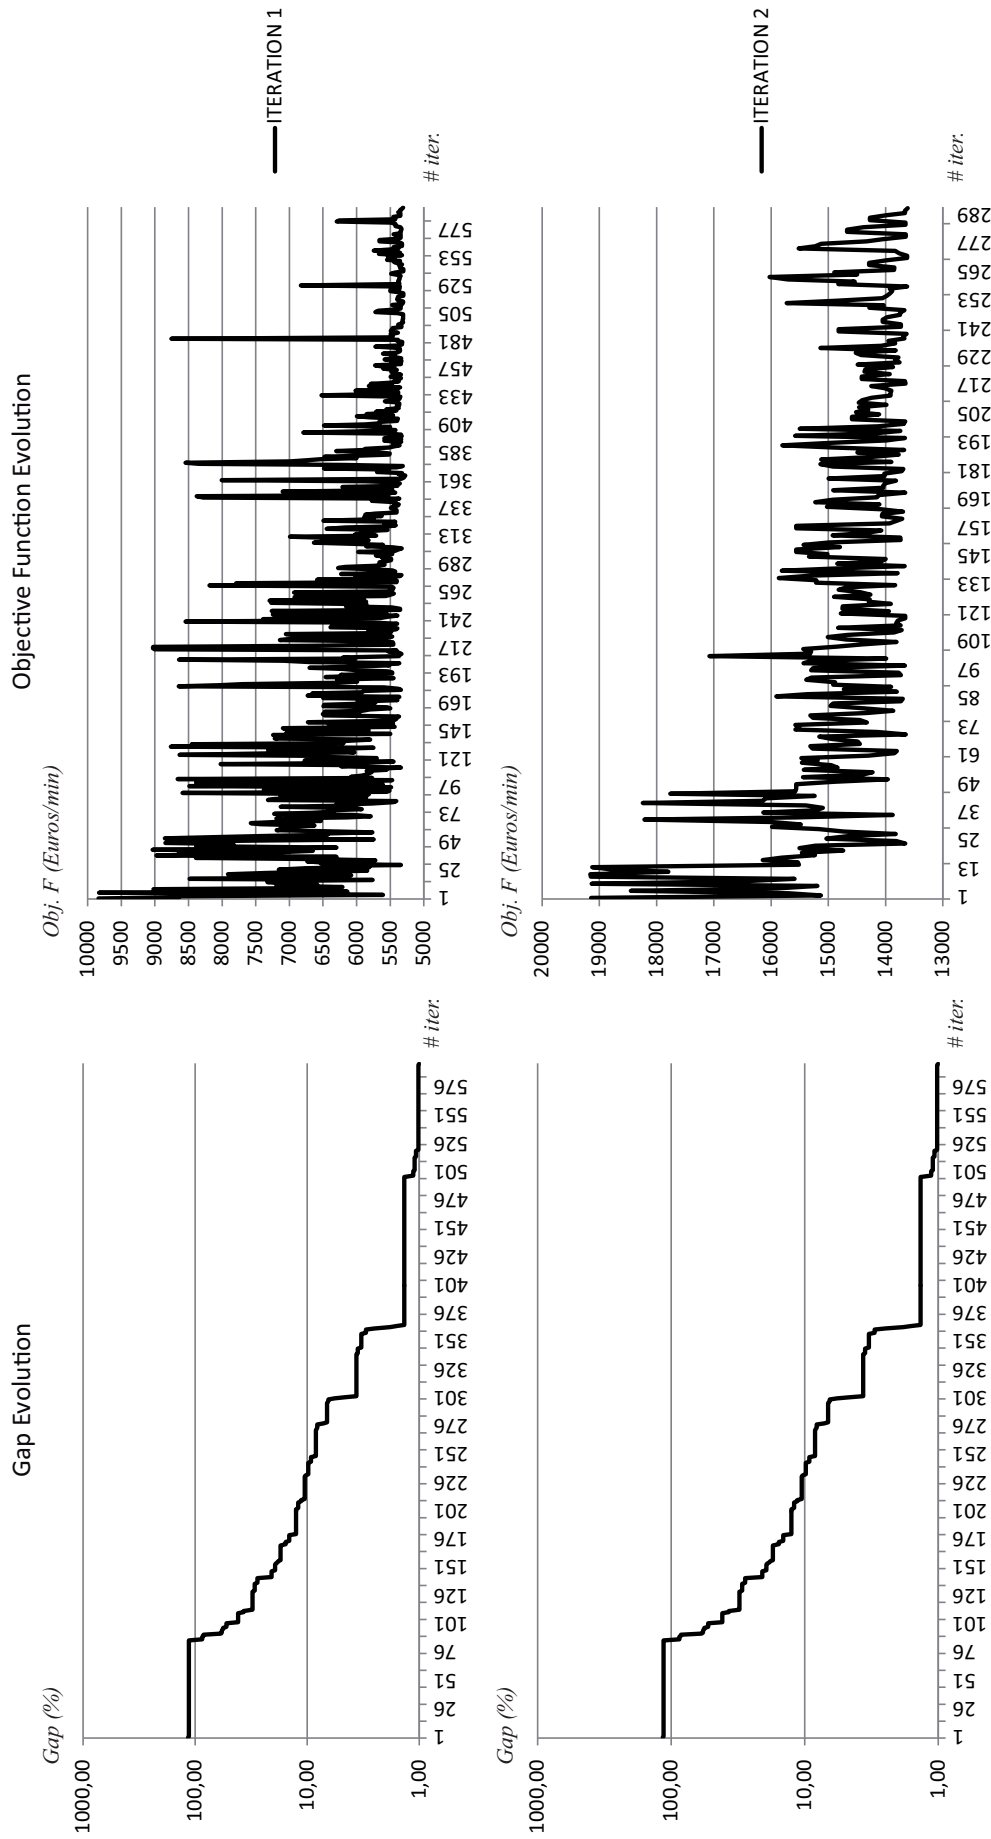 Gap Evolution
Gap (%)
1000,00
100,00
10,00
1,00
1 26 51 76 101 126 151 176 201 226 251 276 301 326 351 376 401 426 451 476 501 526 551 576
# iter.
Objective Function Evolution
Obj. F (Euros/min)
10000
9500
9000
8500
8000
7500
7000
6500
6000
5500
5000
1 25 49 73 97 121 145 169 193 217 241 265 289 313 337 361 385 409 433 457 481 505 529 553 577
# iter.
ITERATION 1
Gap (%)
1000,00
100,00
10,00
1,00
1 26 51 76 101 126 151 176 201 226 251 276 301 326 351 376 401 426 451 476 501 526 551 576
# iter.
Obj. F (Euros/min)
20000
19000
18000
17000
16000
15000
14000
13000
1 13 25 37 49 61 73 85 97 109 121 133 145 157 169 181 193 205 217 229 241 253 265 277 289
# iter.
ITERATION 2